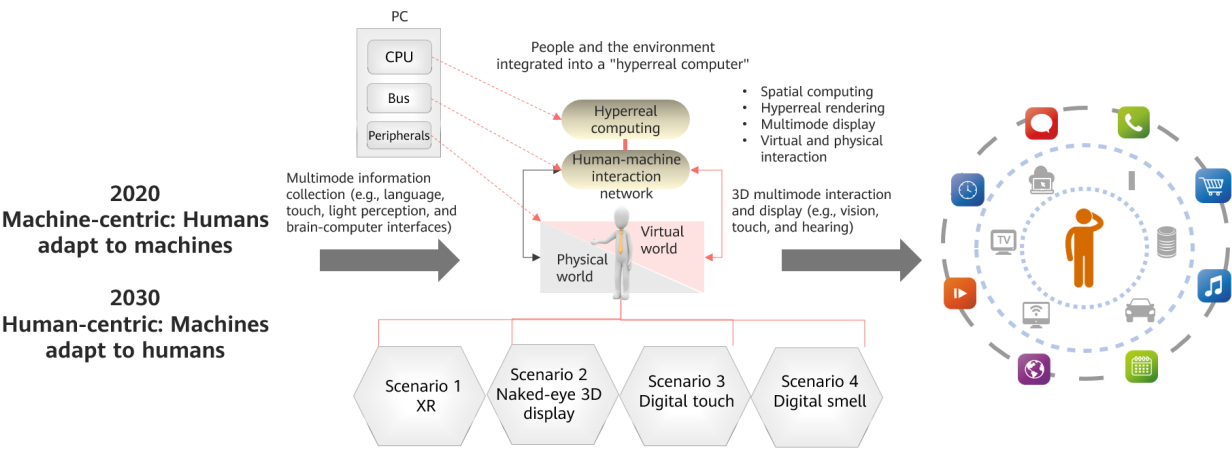 2020
Machine-centric: Humans
adapt to machines
2030
Human-centric: Machines
adapt to humans
PC
CPU
Bus
Peripherals
Multimode information
collection (e.g., language,
touch, light perception, and
brain-computer interfaces)
People and the environment
integrated into a "hyperreal computer"
Hyperreal
computing
Human-machine
interaction
network
• Spatial computing
• Hyperreal rendering
• Multimode display
• Virtual and physical
interaction
Virtual
world
Physical
world
3D multimode interaction
and display (e.g., vision,
touch, and hearing)
Scenario 1
XR
Scenario 2
Naked-eye 3D
display
Scenario 3
Digital touch
Scenario 4
Digital smell
TV